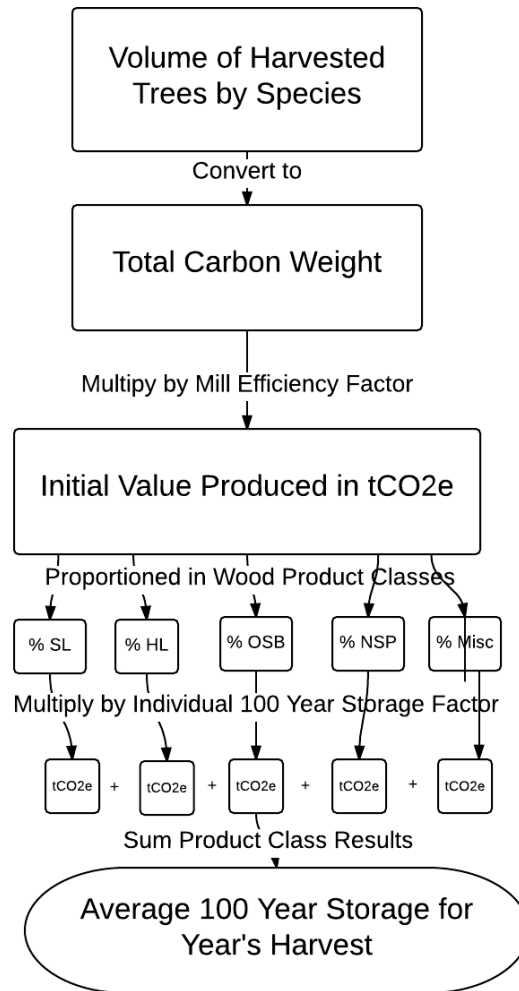 Volume of Harvested
Trees by Species
Convert to
Total Carbon Weight
Multipy by Mill Efficiency Factor
Initial Value Produced in tCO2e
Proportioned in Wood Product Classes
% SL % HL % OSB % NSP % Misc
Multiply by Individual 100 Year Storage Factor
tCO2e + tCO2e + tCO2e + tCO2e + tCO2e
Sum Product Class Results
Average 100 Year Storage for
Year's Harvest